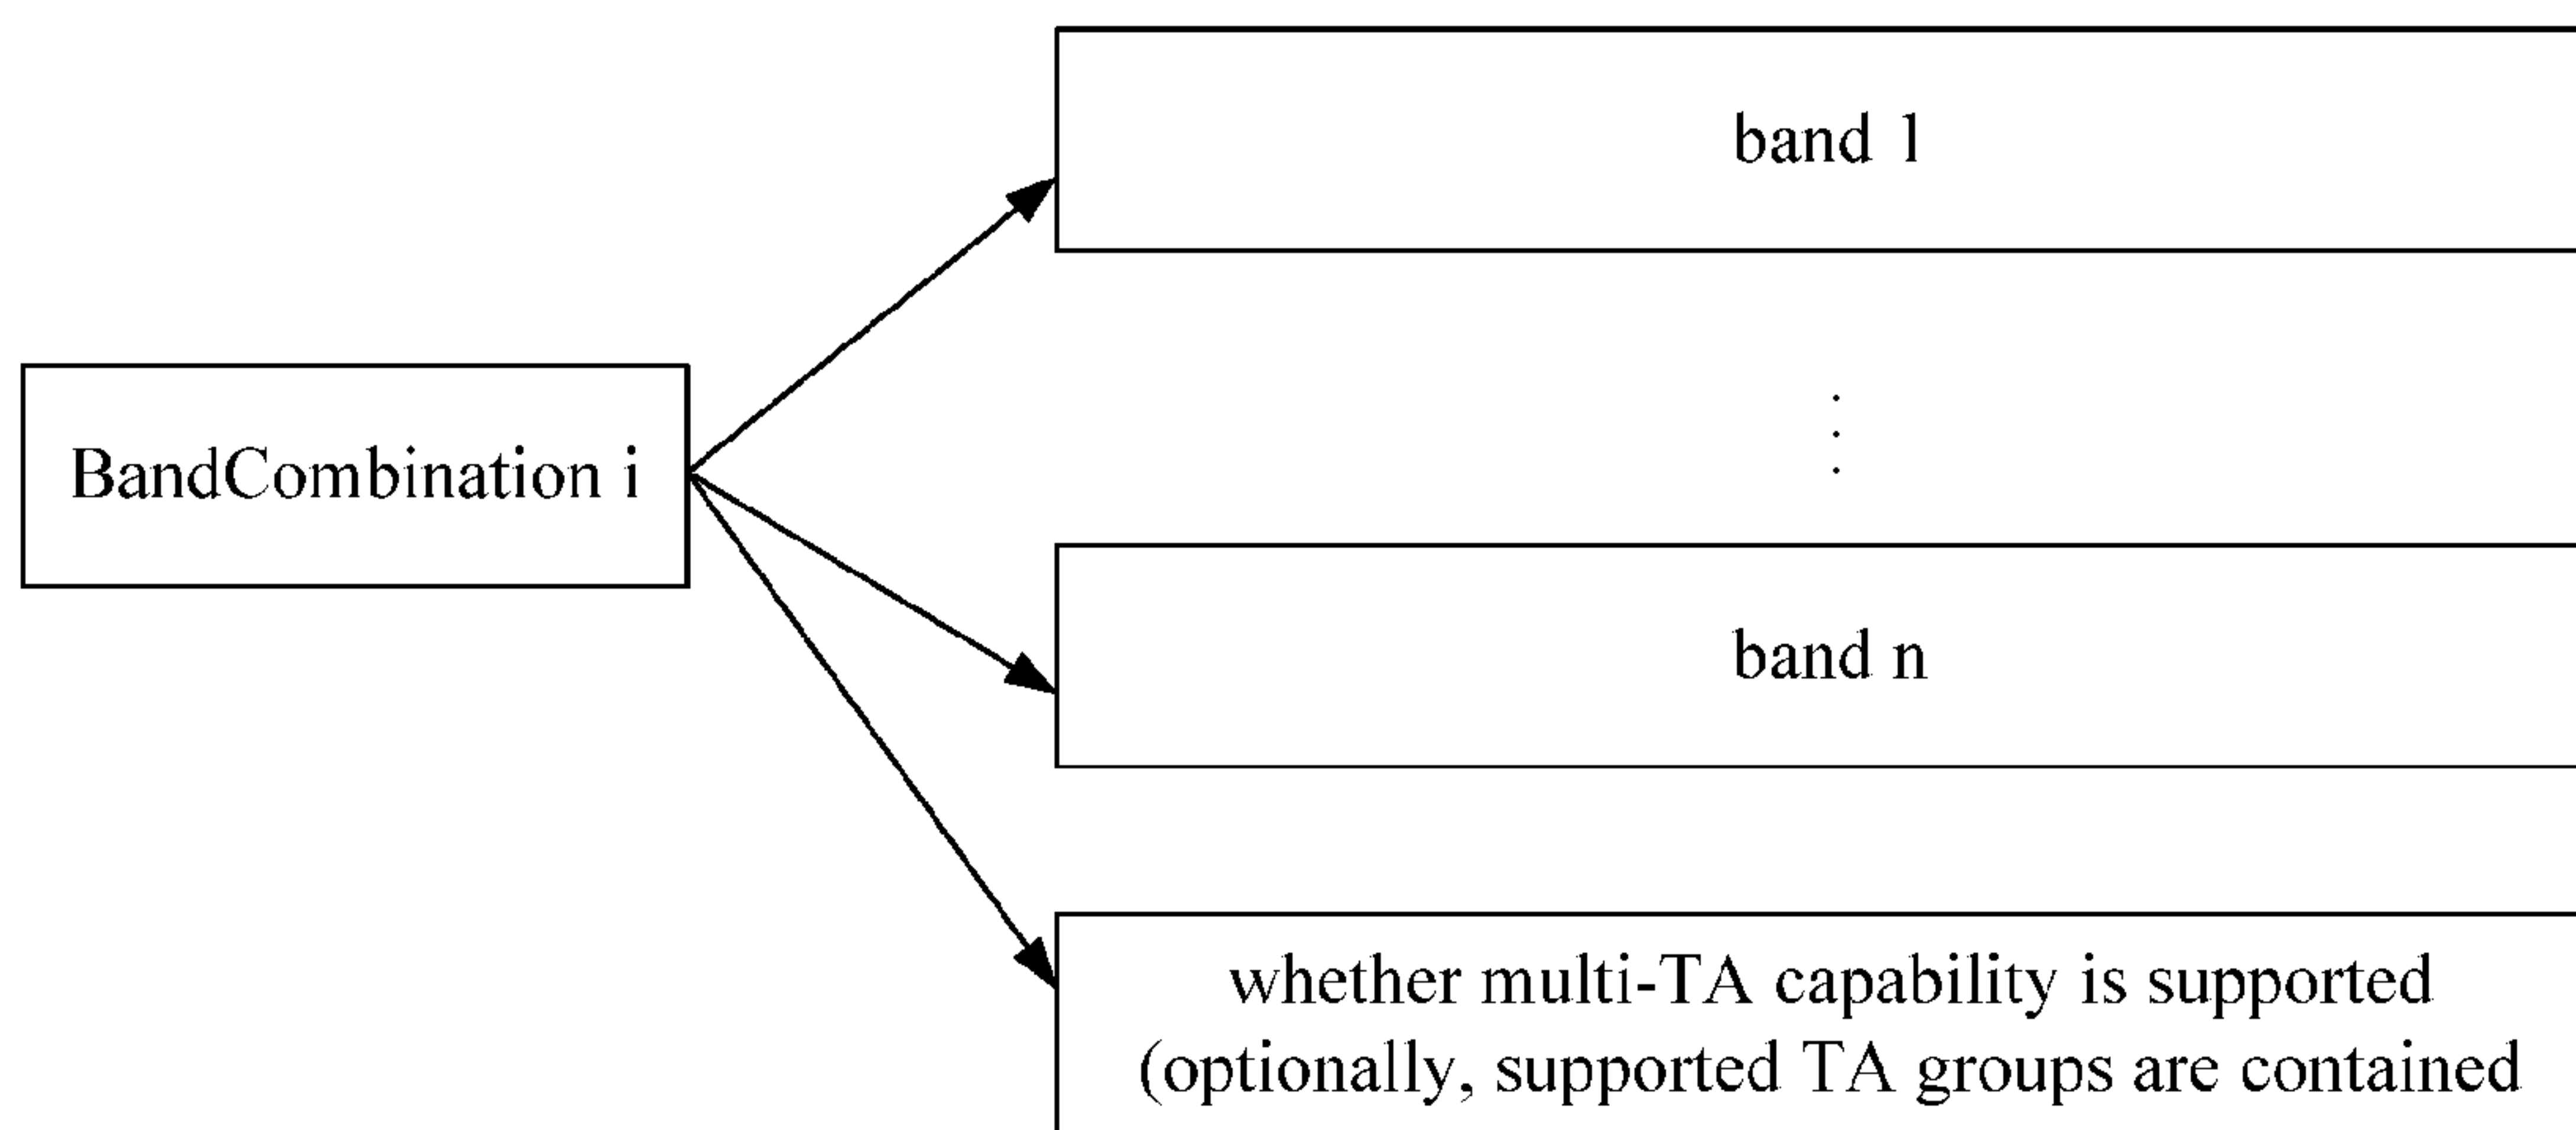 band 1
BandCombination i
band n
whether multi-TA capability is supported
(optionally, supported TA groups are contained